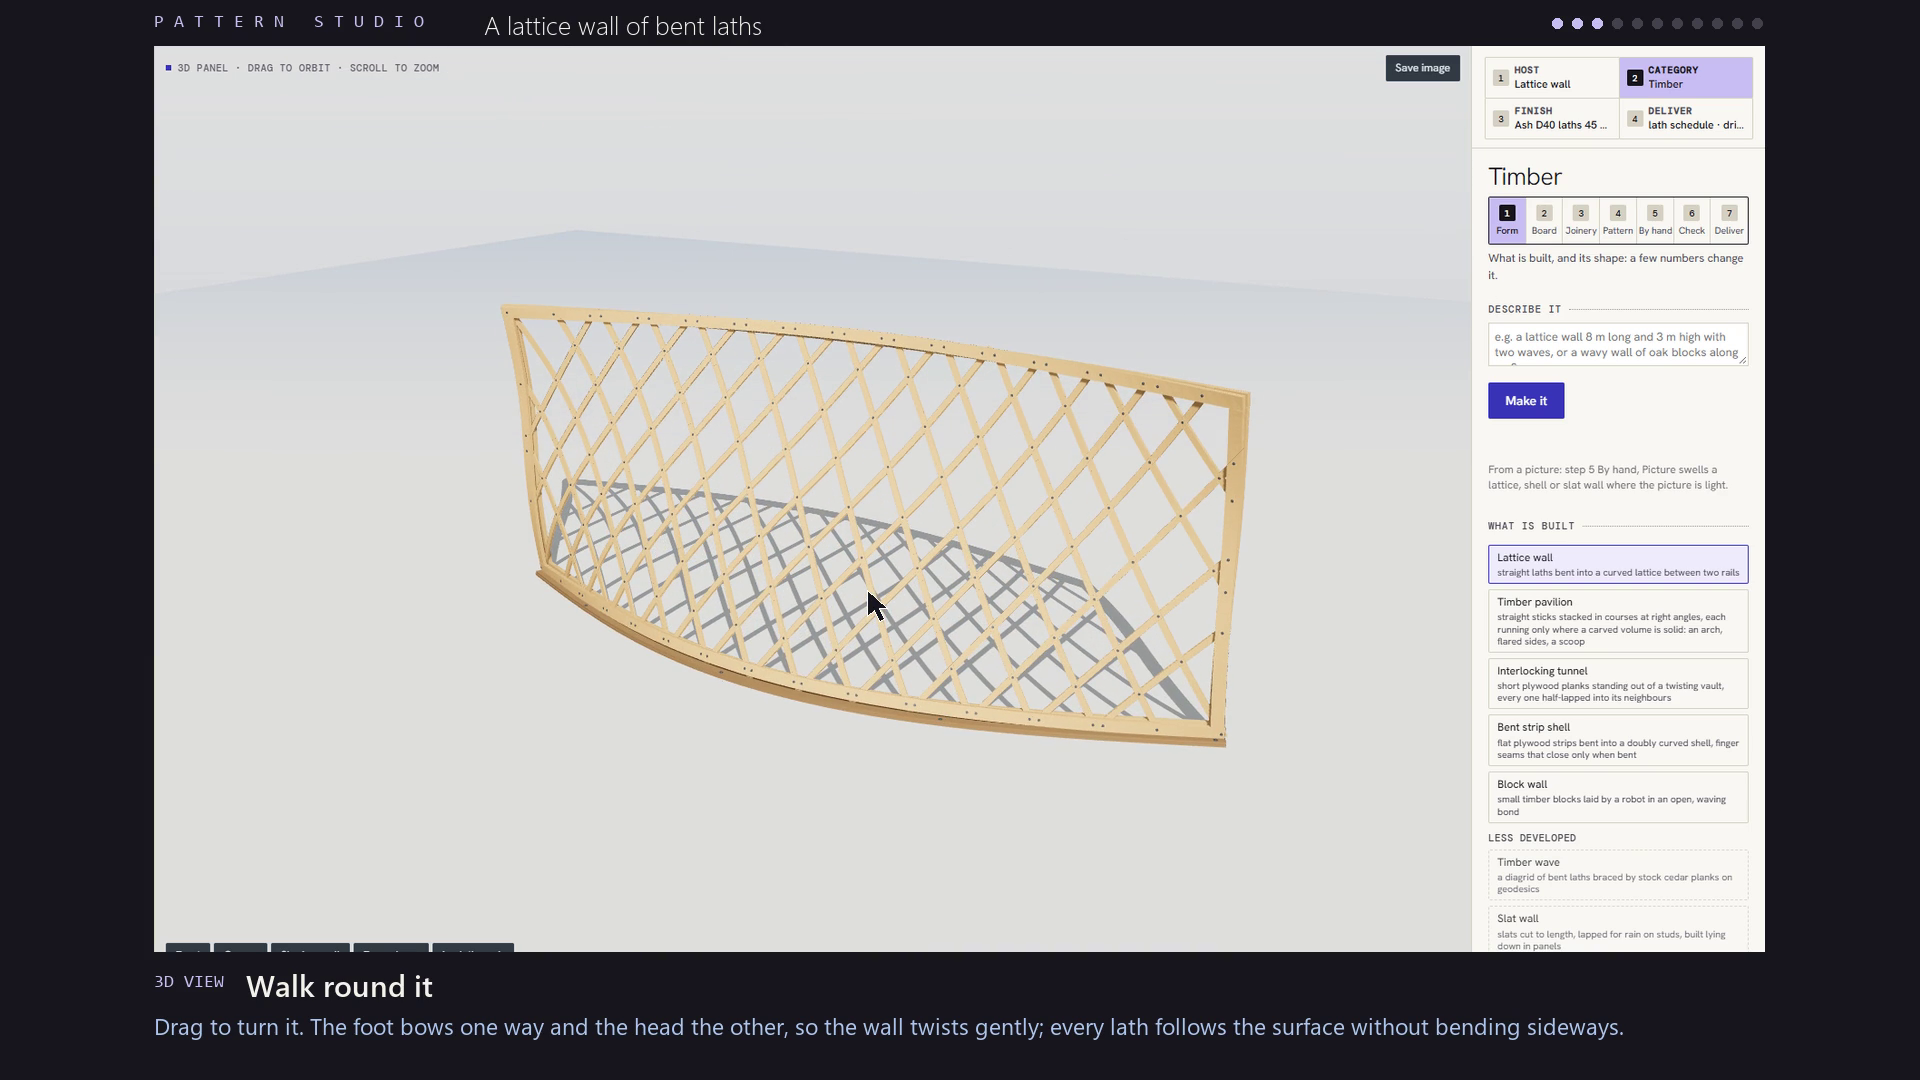 PATTERN STUDIO
A lattice wall of bent laths
3D PANEL · DRAG TO ORBIT · SCROLL TO ZOOM
Save image
1 HOST
Lattice wall
2 CATEGORY
Timber
3 FINISH
Ash D40 laths 45 ...
4 DELIVER
lath schedule · dri...
Timber
1 2 3 4 5 6 7
Form Board Joinery Pattern By hand Check Deliver
What is built, and its shape: a few numbers change
it.
DESCRIBE IT
e.g. a lattice wall 8 m long and 3 m high with
two waves, or a wavy wall of oak blocks along
Make it
From a picture: step 5 By hand, Picture swells a
lattice, shell or slat wall where the picture is light.
WHAT IS BUILT
Lattice wall
straight laths bent into a curved lattice between two rails
Timber pavilion
straight sticks stacked in courses at right angles, each
running only where a carved volume is solid: an arch,
flared sides, a scoop
Interlocking tunnel
short plywood planks standing out of a twisting vault,
every one half-lapped into its neighbours
Bent strip shell
flat plywood strips bent into a doubly curved shell, finger
seams that close only when bent
Block wall
small timber blocks laid by a robot in an open, waving
bond
LESS DEVELOPED
Timber wave
a diagrid of bent laths braced by stock cedar planks on
geodesics
Slat wall
slats cut to length, lapped for rain on studs, built lying
down in panels
3D VIEW
Walk round it
Drag to turn it. The foot bows one way and the head the other, so the wall twists gently; every lath follows the surface without bending sideways.